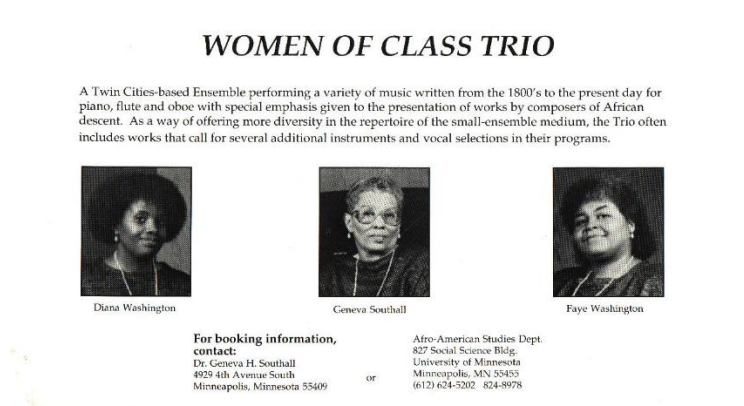 WOMEN OF CLASS TRIO
A Twin Cities-based Ensemble performing a variety of music written from the 1800's to the present day for
piano, flute and oboe with special emphasis given to the presentation of works by composers of African
descent. As a way of offering more diversity in the repertoire of the small-ensemble medium, the Trio often
includes works that call for several additional instruments and vocal selections in their programs.
Diana Washington
Geneva Southall
Faye Washington
For booking information,
contact:
Dr. Geneva H. Southall
4929 4th Avenue South
Minneapolis, Minnesota 55409
or
Afro-American Studies Dept.
827 Social Science Bldg.
University of Minnesota
Minneapolis, MN 55455
(612) 624-5202 824-8978